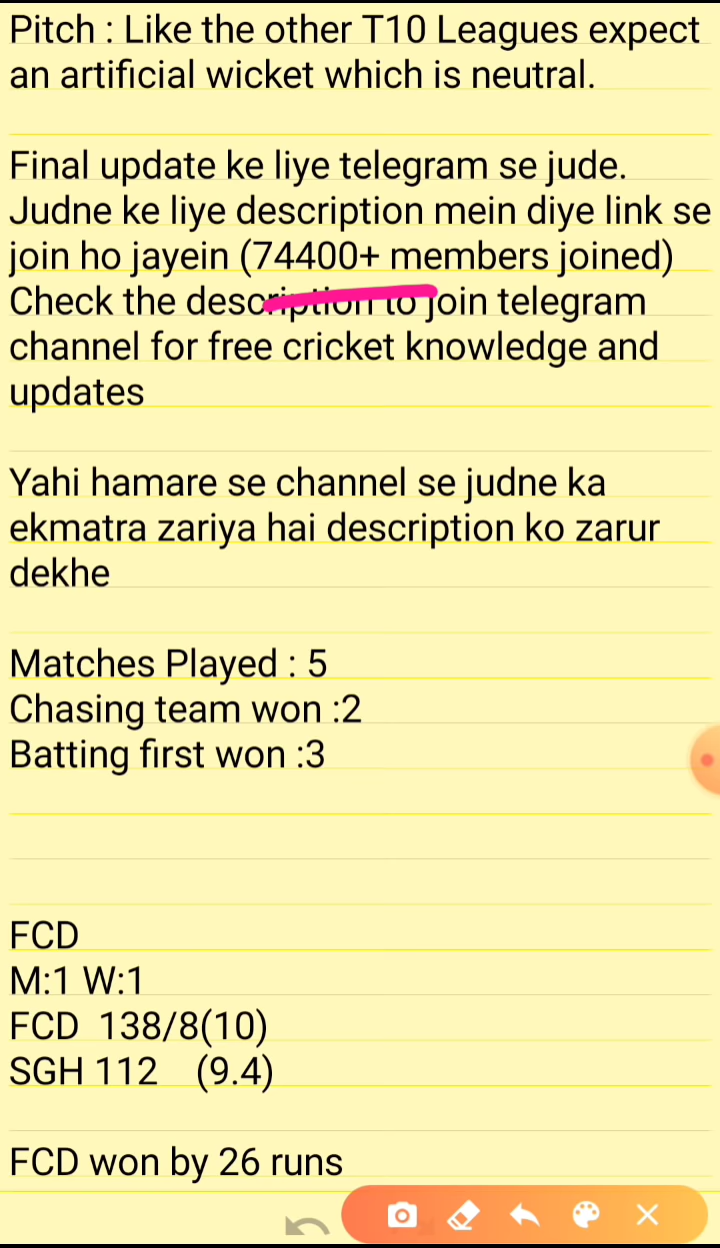 Pitch : Like the other T10 Leagues expect
an artificial wicket which is neutral.
Final update ke liye telegram se jude.
Judne ke liye description mein diye link se
join ho jayein (74400+ members joined)
Check the description to join telegram
channel for free cricket knowledge and
updates
Yahi hamare se channel se judne ka
ekmatra zariya hai description ko zarur
dekhe
Matches Played : 5
Chasing team won :2
Batting first won :3
FCD
M:1 W:1
FCD 138/8(10)
SGH 112 (9.4)
FCD won by 26 runs